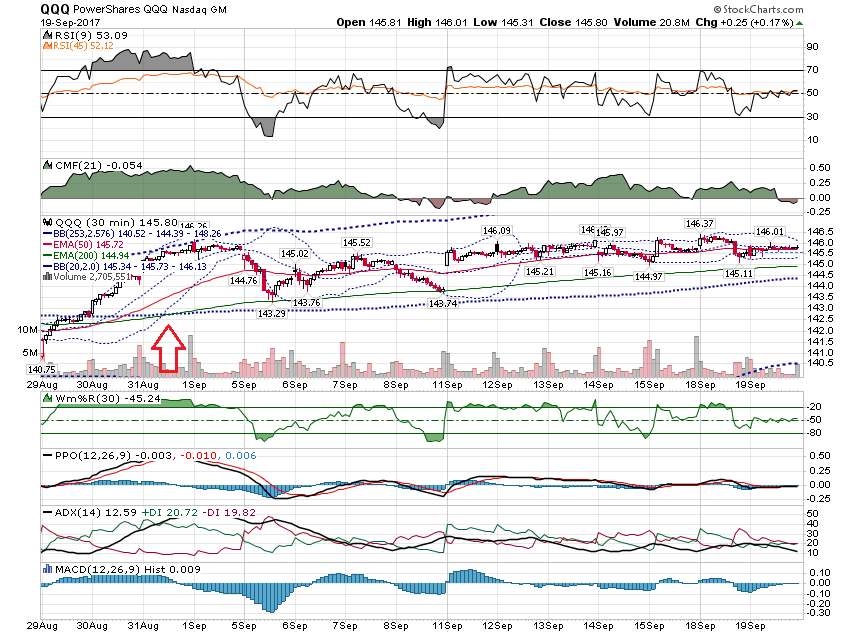 QQQ PowerShares QQQ Nasdaq GM
© StockCharts.com
19-Sep-2017
Open 145.81 High 146.01 Low 145.31 Close 145.80 Volume 20.8M Chg +0.25 (+0.17%)
RSI(9) 53.09
RSI(45) 52.12
90
70
50
30
10
CMF(21) -0.054
0.50
0.25
0.00
-0.25
QQQ (30 min) 145.80
BB(253,2.576) 140.52 - 144.39 - 148.26
EMA(50) 145.72
EMA(200) 144.94
BB(20,2.0) 145.34 - 145.73 - 146.13
Volume 2,705,551
146.26
144.76
143.29
145.02
143.76
145.52
143.74
146.09
145.21
145.97
145.16
144.97
146.37
145.11
146.01
140.75
146.5
146.0
145.5
145.0
144.5
144.0
143.5
143.0
142.5
142.0
141.5
141.0
140.5
10M
5M
29Aug 30Aug 31Aug 1Sep 5Sep 6Sep 7Sep 8Sep 11Sep 12Sep 13Sep 14Sep 15Sep 18Sep 19Sep
Wm%R(30) -45.24
-20
-50
-80
PPO(12,26,9) -0.003, -0.010, 0.006
0.50
0.25
0.00
-0.25
ADX(14) 12.59 +DI 20.72 -DI 19.82
50
40
30
20
10
MACD(12,26,9) Hist 0.009
0.10
0.00
-0.10
-0.20
-0.30
29Aug 30Aug 31Aug 1Sep 5Sep 6Sep 7Sep 8Sep 11Sep 12Sep 13Sep 14Sep 15Sep 18Sep 19Sep